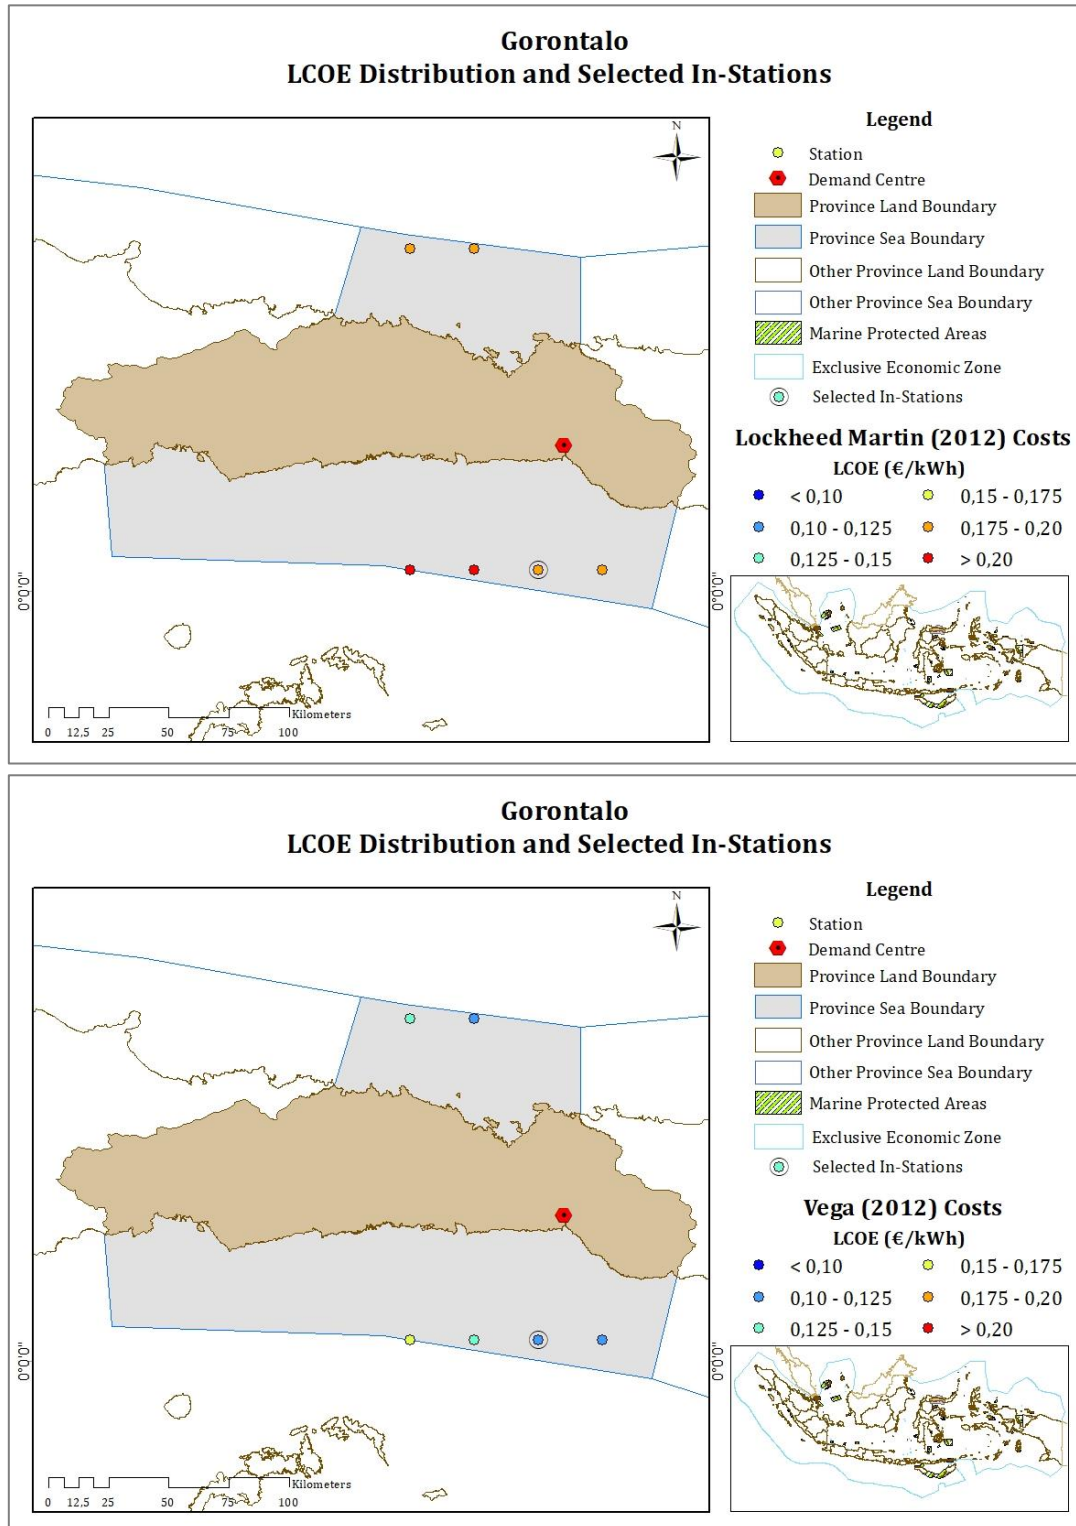 Gorontalo
LCOE Distribution and Selected In-Stations
N
Legend
Station
Demand Centre
Province Land Boundary
Province Sea Boundary
Other Province Land Boundary
Other Province Sea Boundary
Marine Protected Areas
Exclusive Economic Zone
Selected In-Stations
Lockheed Martin (2012) Costs
LCOE (€/kWh)
< 0,10
0,15 - 0,175
0,10 - 0,125
0,175 - 0,20
0,125 - 0,15
> 0,20
0°0'0"
0°0'0"
Kilometers
0 12,5 25 50 75 100
Gorontalo
LCOE Distribution and Selected In-Stations
N
Legend
Station
Demand Centre
Province Land Boundary
Province Sea Boundary
Other Province Land Boundary
Other Province Sea Boundary
Marine Protected Areas
Exclusive Economic Zone
Selected In-Stations
Vega (2012) Costs
LCOE (€/kWh)
< 0,10
0,15 - 0,175
0,10 - 0,125
0,175 - 0,20
0,125 - 0,15
> 0,20
0°0'0"
0°0'0"
Kilometers
0 12,5 25 50 75 100